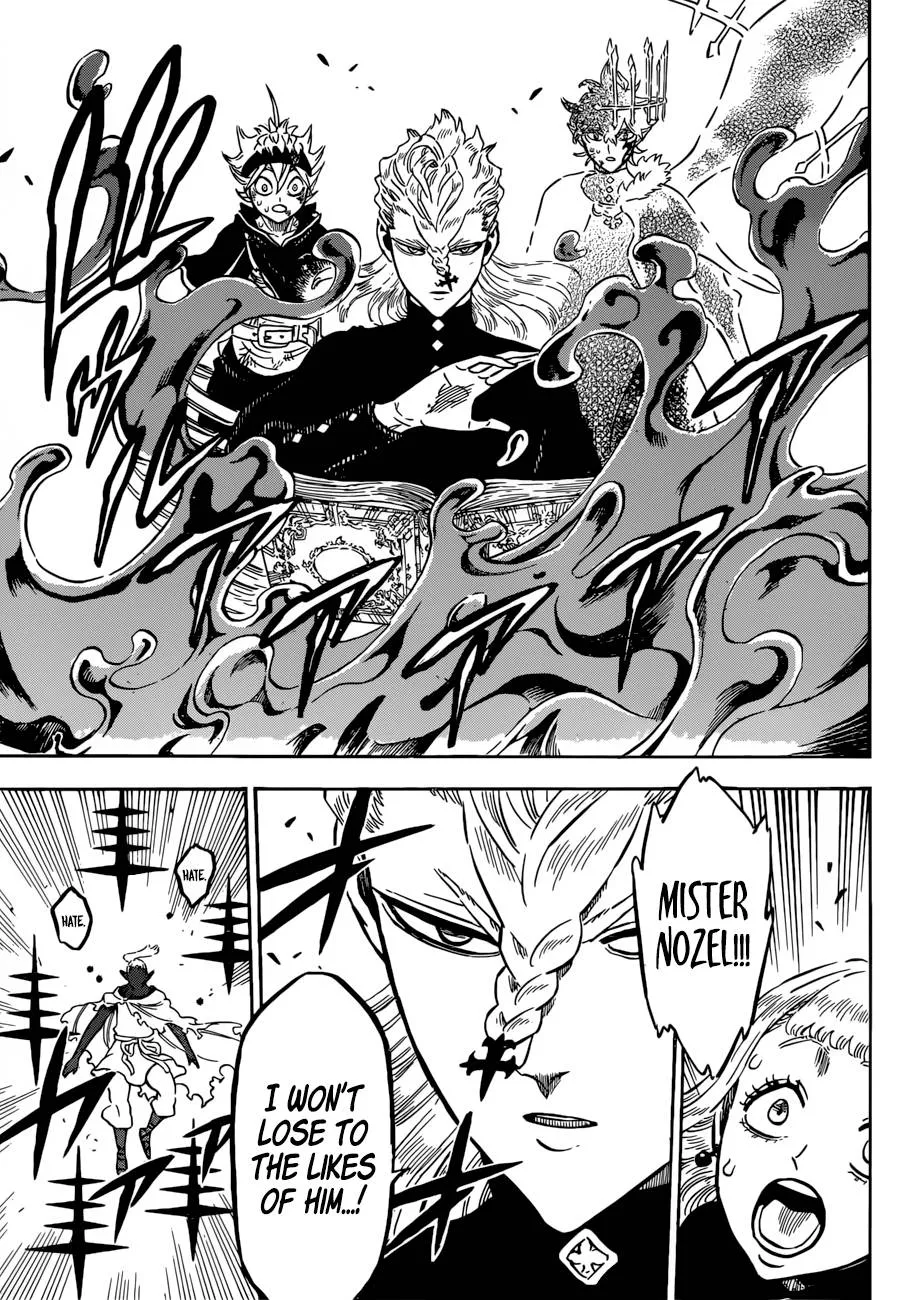 MISTER
NOZEL!!!
I WON'T
LOSE TO
THE LIKES
OF HIM...!
HATE.
HATE.